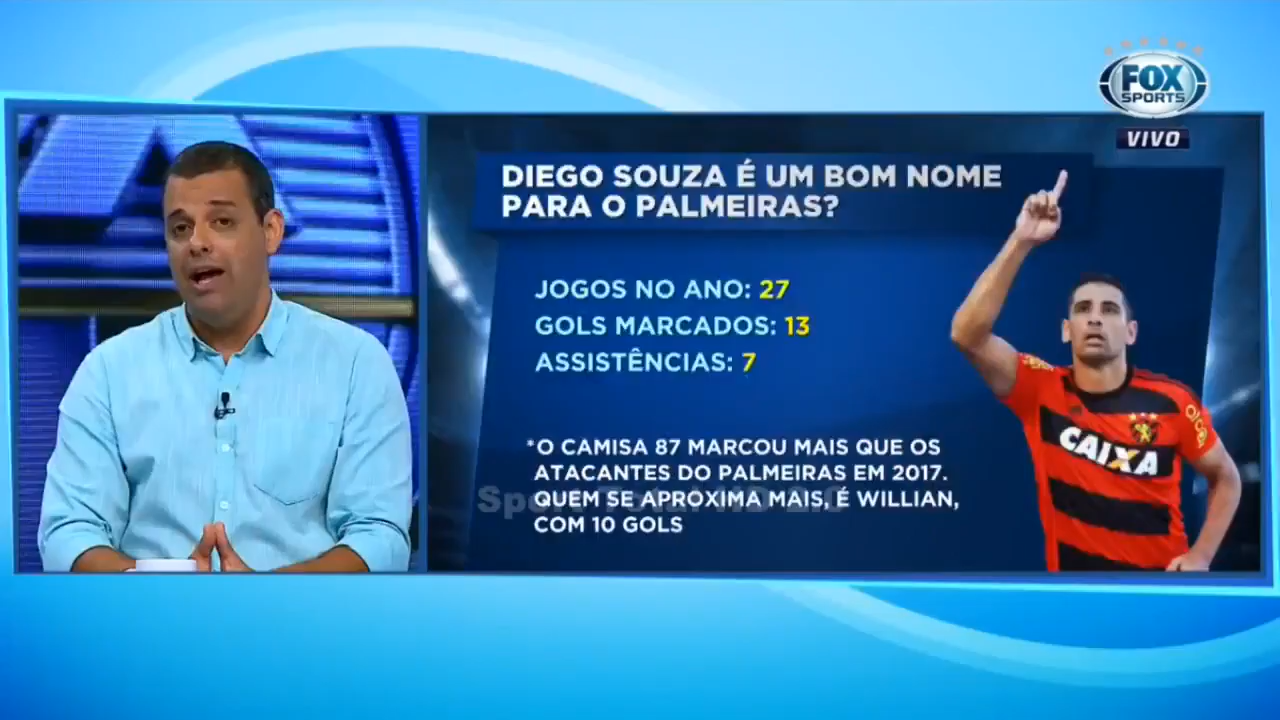 FOX
SPORTS
VIVO
DIEGO SOUZA É UM BOM NOME
PARA O PALMEIRAS?
JOGOS NO ANO: 27
GOLS MARCADOS: 13
ASSISTÊNCIAS: 7
*O CAMISA 87 MARCOU MAIS QUE OS
ATACANTES DO PALMEIRAS EM 2017.
QUEM SE APROXIMA MAIS, É WILLIAN,
COM 10 GOLS
CAIXA